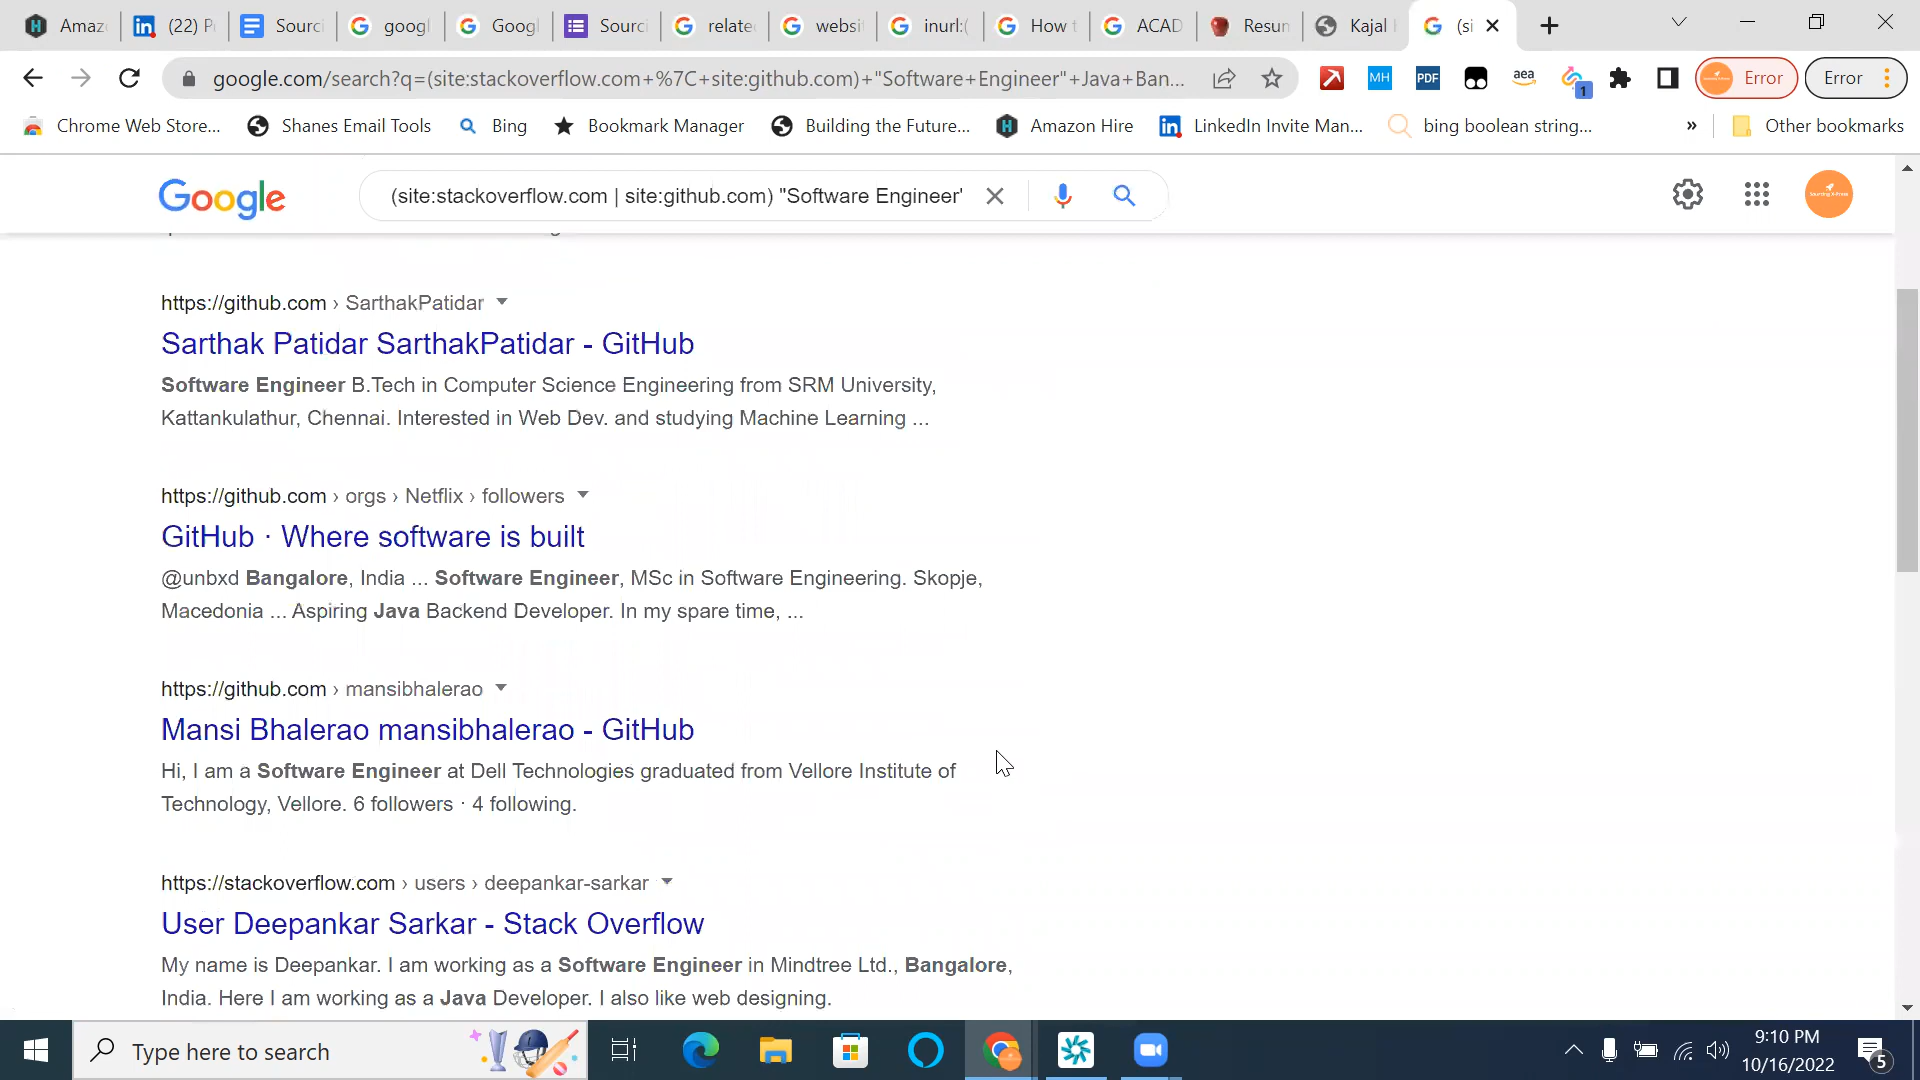 Amaz
(22) P
Sourci
googl
Googl
Sourci
relate
websi
inurl:(
How t
ACAD
Resun
Kajal
(si
google.com/search?q=(site:stackoverflow.com+%7C+site:github.com)+"Software+Engineer"+Java+Ban...
MH
PDF
aea
1
Error
Error
Chrome Web Store...
Shanes Email Tools
Bing
Bookmark Manager
Building the Future...
Amazon Hire
LinkedIn Invite Man...
bing boolean string...
»
Other bookmarks
Google
(site:stackoverflow.com | site:github.com) "Software Engineer'
https://github.com › SarthakPatidar
Sarthak Patidar SarthakPatidar - GitHub
Software Engineer B.Tech in Computer Science Engineering from SRM University,
Kattankulathur, Chennai. Interested in Web Dev. and studying Machine Learning ...
https://github.com › orgs › Netflix › followers
GitHub · Where software is built
@unbxd Bangalore, India ... Software Engineer, MSc in Software Engineering. Skopje,
Macedonia ... Aspiring Java Backend Developer. In my spare time, ...
https://github.com › mansibhalerao
Mansi Bhalerao mansibhalerao - GitHub
Hi, I am a Software Engineer at Dell Technologies graduated from Vellore Institute of
Technology, Vellore. 6 followers · 4 following.
https://stackoverflow.com › users › deepankar-sarkar
User Deepankar Sarkar - Stack Overflow
My name is Deepankar. I am working as a Software Engineer in Mindtree Ltd., Bangalore,
India. Here I am working as a Java Developer. I also like web designing.
Type here to search
9:10 PM
10/16/2022
5